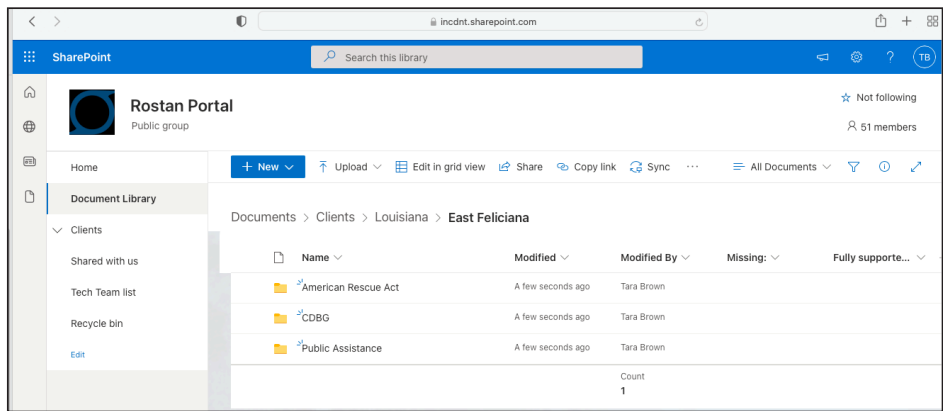 incdnt.sharepoint.com
SharePoint
Search this library
TB
Rostan Portal
Public group
Not following
51 members
Home
Document Library
Clients
Shared with us
Tech Team list
Recycle bin
Edit
+ New
Upload
Edit in grid view
Share
Copy link
Sync
...
All Documents
Documents > Clients > Louisiana > East Feliciana
Name
Modified
Modified By
Missing:
Fully supporte...
American Rescue Act
A few seconds ago
Tara Brown
CDBG
A few seconds ago
Tara Brown
Public Assistance
A few seconds ago
Tara Brown
Count
1